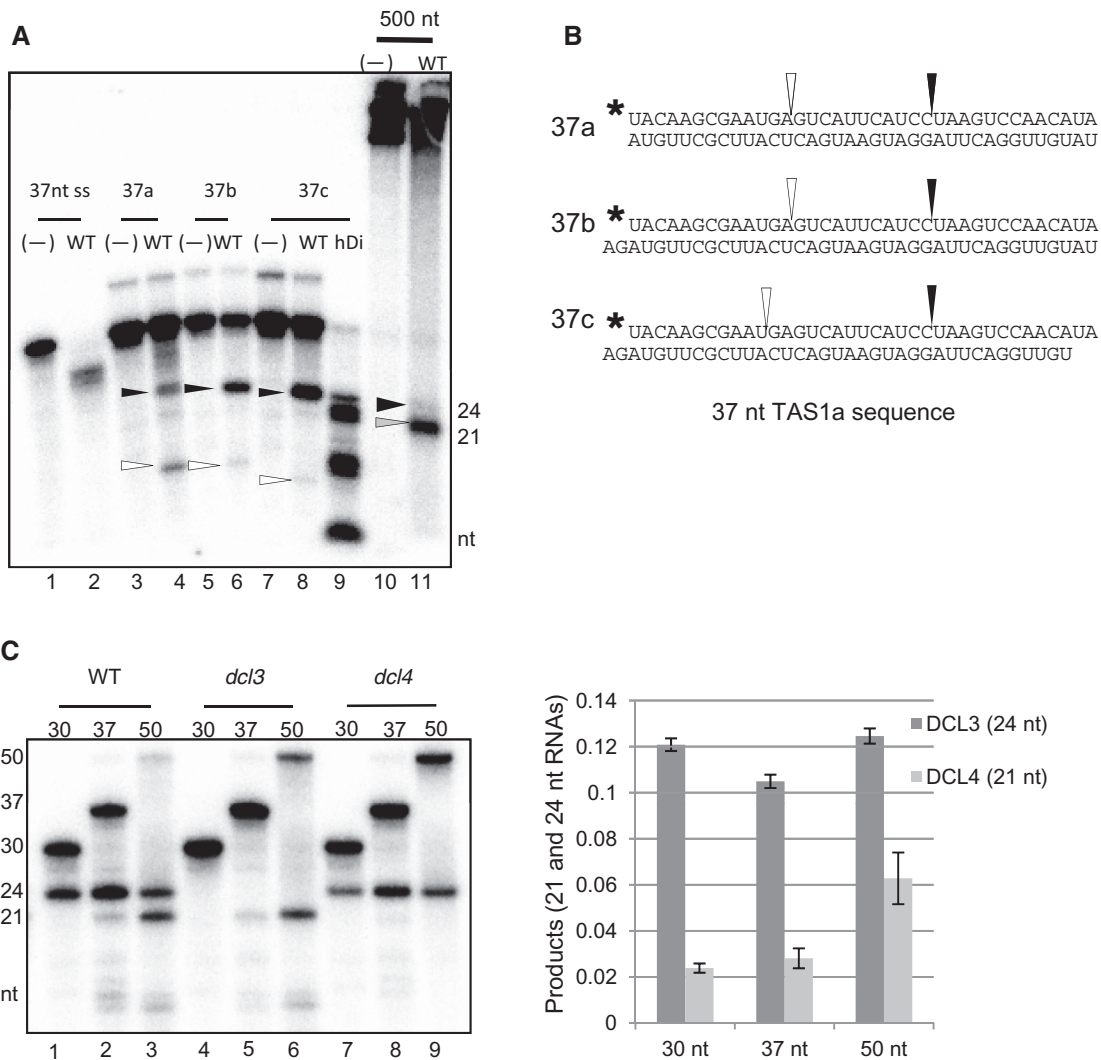 A
500 nt
(—) WT
37nt ss 37a 37b 37c
(—) WT (—) WT (—) WT (—) WT hDi
24
21
nt
1 2 3 4 5 6 7 8 9 10 11
B
37a * UACAAGCGAAUGAGUCAUUCAUCCUAAGUCCAACAUA
AUGUUCGCUUACUCAGUAAGUAGGAUUCAGGUUGUAU
37b * UACAAGCGAAUGAGUCAUUCAUCCUAAGUCCAACAUA
AGAUGUUCGCUUACUCAGUAAGUAGGAUUCAGGUUGUAU
37c * UACAAGCGAAUGAGUCAUUCAUCCUAAGUCCAACAUA
AGAUGUUCGCUUACUCAGUAAGUAGGAUUCAGGUUGU
37 nt TAS1a sequence
C
WT dcl3 dcl4
30 37 50 30 37 50 30 37 50
50
37
30
24
21
nt
1 2 3 4 5 6 7 8 9
Products (21 and 24 nt RNAs)
0.14
0.12
0.1
0.08
0.06
0.04
0.02
0
30 nt 37 nt 50 nt
DCL3 (24 nt)
DCL4 (21 nt)